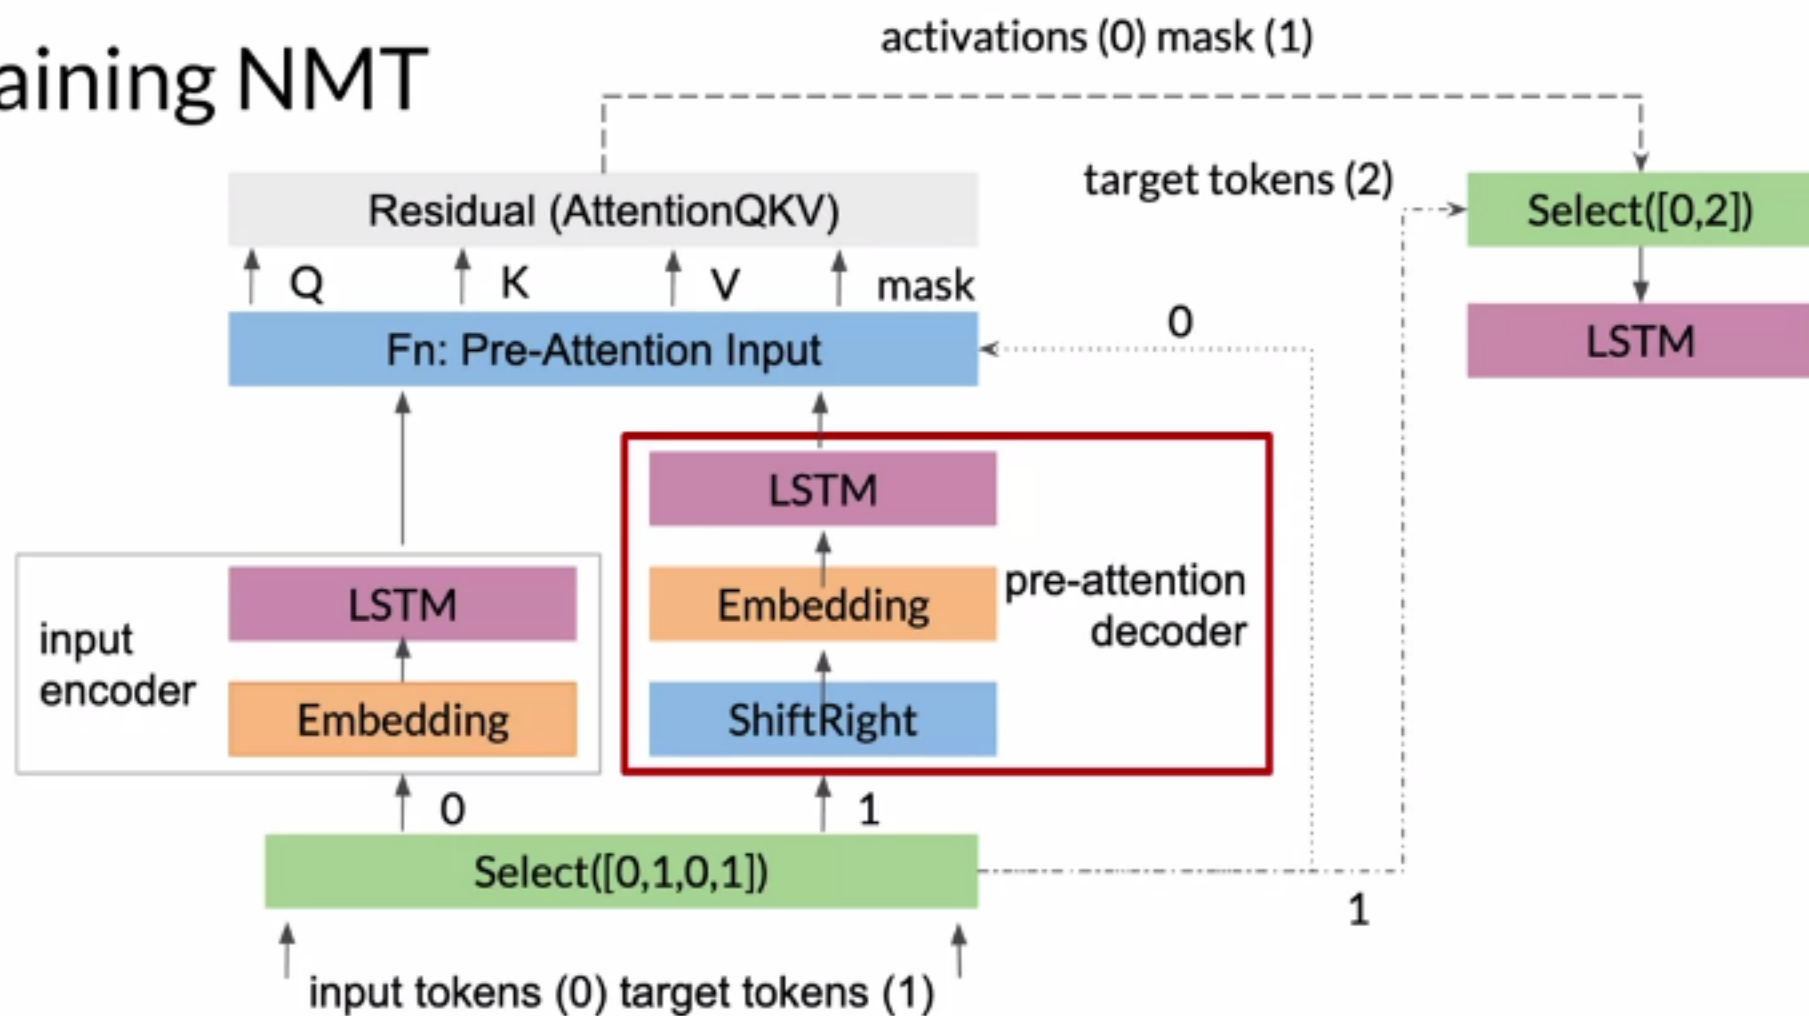 aining NMT
activations (0) mask (1)
target tokens (2)
Select([0,2])
LSTM
Residual (AttentionQKV)
Q
K
V
mask
0
Fn: Pre-Attention Input
LSTM
Embedding
ShiftRight
pre-attention
decoder
input
encoder
LSTM
Embedding
0
1
Select([0,1,0,1])
1
input tokens (0) target tokens (1)